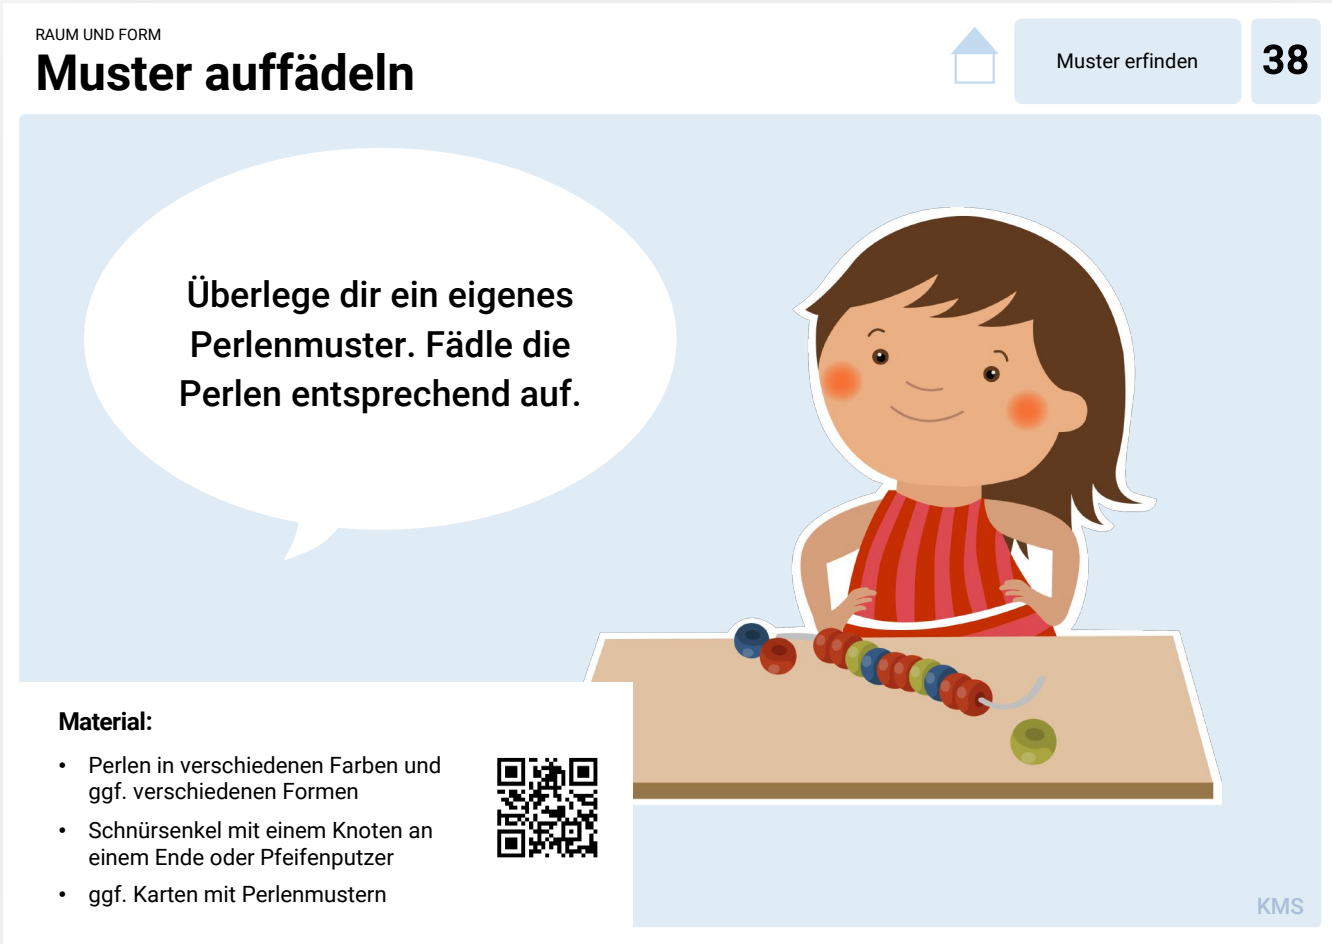 RAUM UND FORM
Muster auffädeln
Muster erfinden
38
Überlege dir ein eigenes
Perlenmuster. Fädle die
Perlen entsprechend auf.
Material:
• Perlen in verschiedenen Farben und
ggf. verschiedenen Formen
• Schnürsenkel mit einem Knoten an
einem Ende oder Pfeifenputzer
• ggf. Karten mit Perlenmustern
KMS